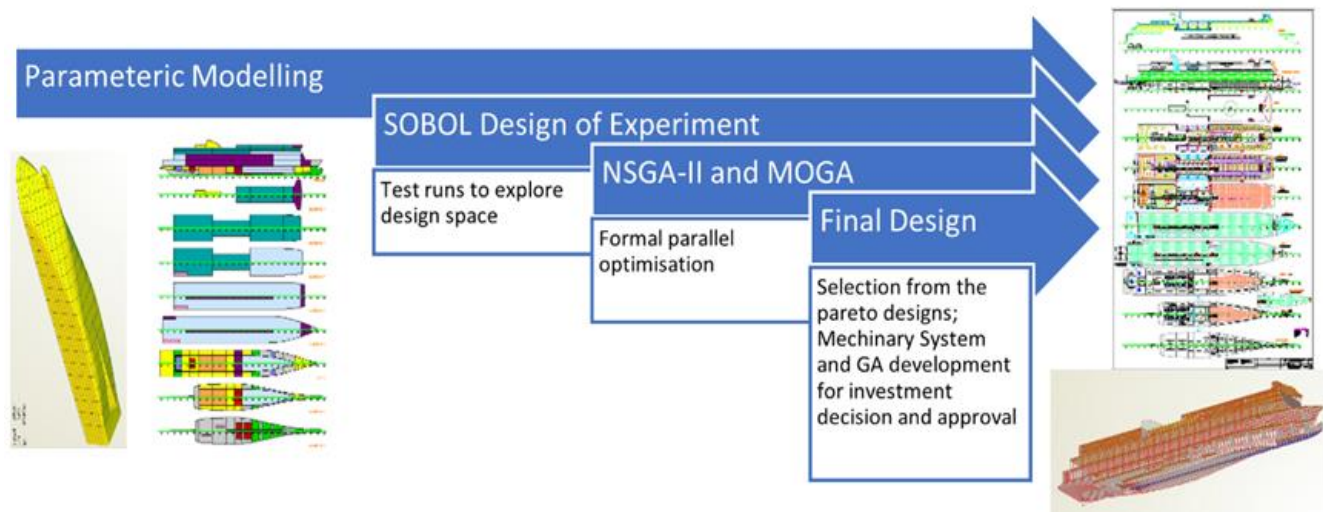 Parameteric Modelling
SOBOL Design of Experiment
Test runs to explore
design space
NSGA-II and MOGA
Formal parallel
optimisation
Final Design
Selection from the
pareto designs;
Mechinary System
and GA development
for investment
decision and approval